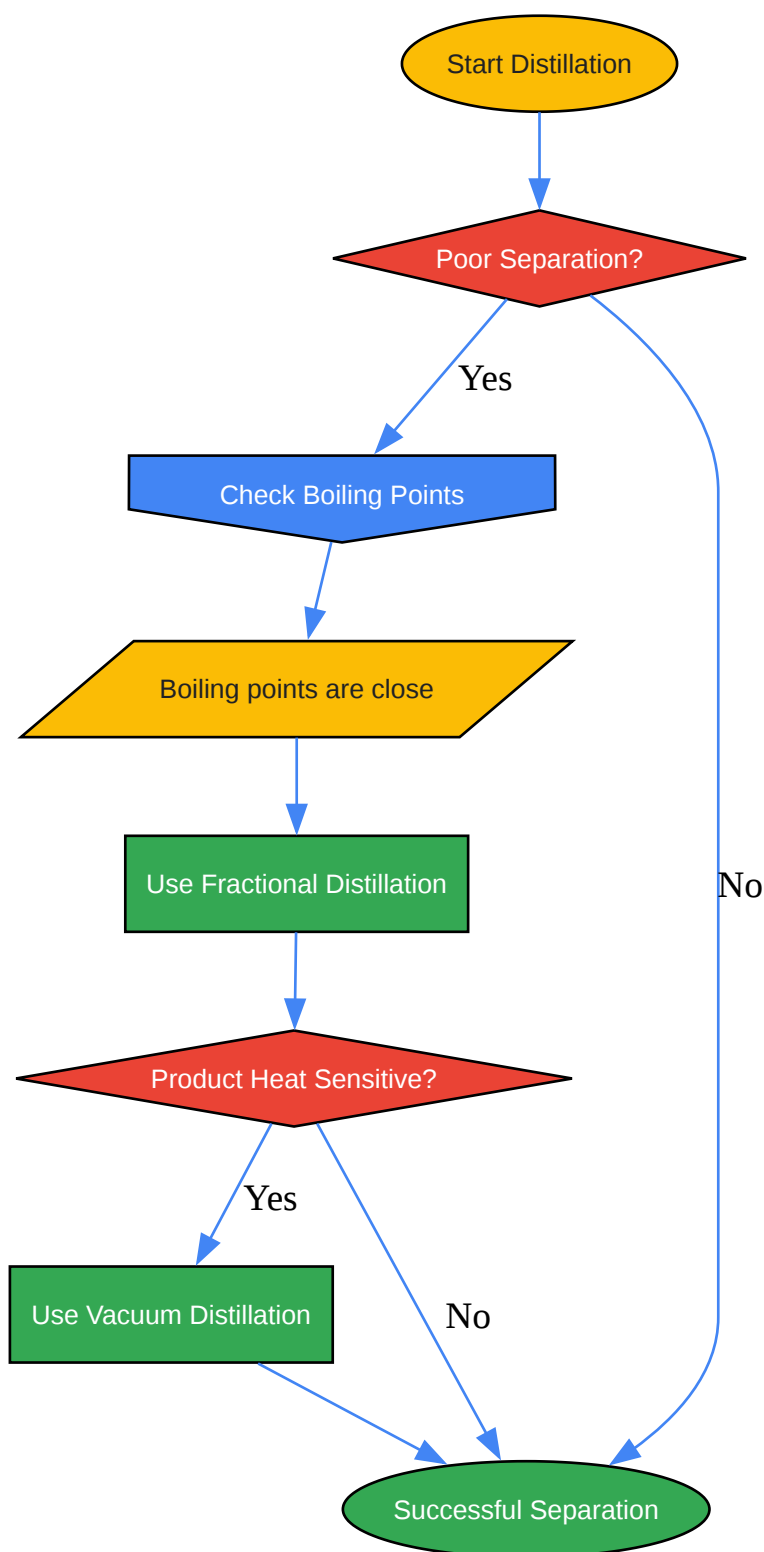 Start Distillation
Poor Separation?
Yes
Check Boiling Points
Boiling points are close
Use Fractional Distillation
No
Product Heat Sensitive?
Yes
Use Vacuum Distillation
No
Successful Separation